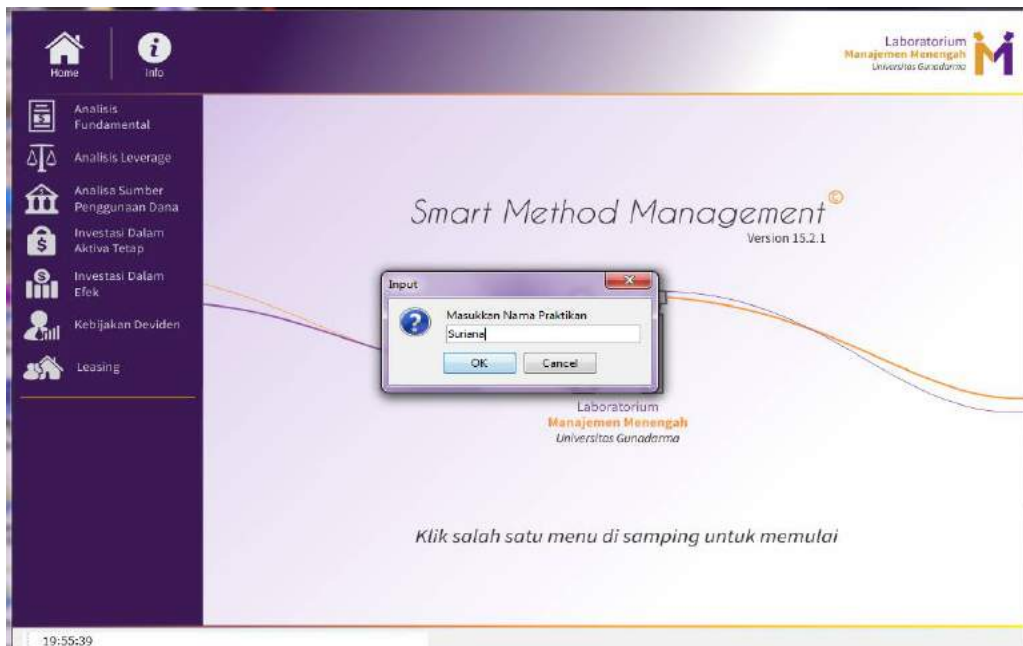 Home
Info
Laboratorium
Manajemen Menengah
Universitas Gunadarma
Analisis
Fundamental
Analisis Leverage
Analisa Sumber
Penggunaan Dana
Investasi Dalam
Aktiva Tetap
Investasi Dalam
Efek
Kebijakan Deviden
Leasing
Smart Method Management©
Version 15.2.1
Input
Masukkan Nama Praktikan
Suriana
OK
Cancel
Laboratorium
Manajemen Menengah
Universitas Gunadarma
Klik salah satu menu di samping untuk memulai
19:55:39